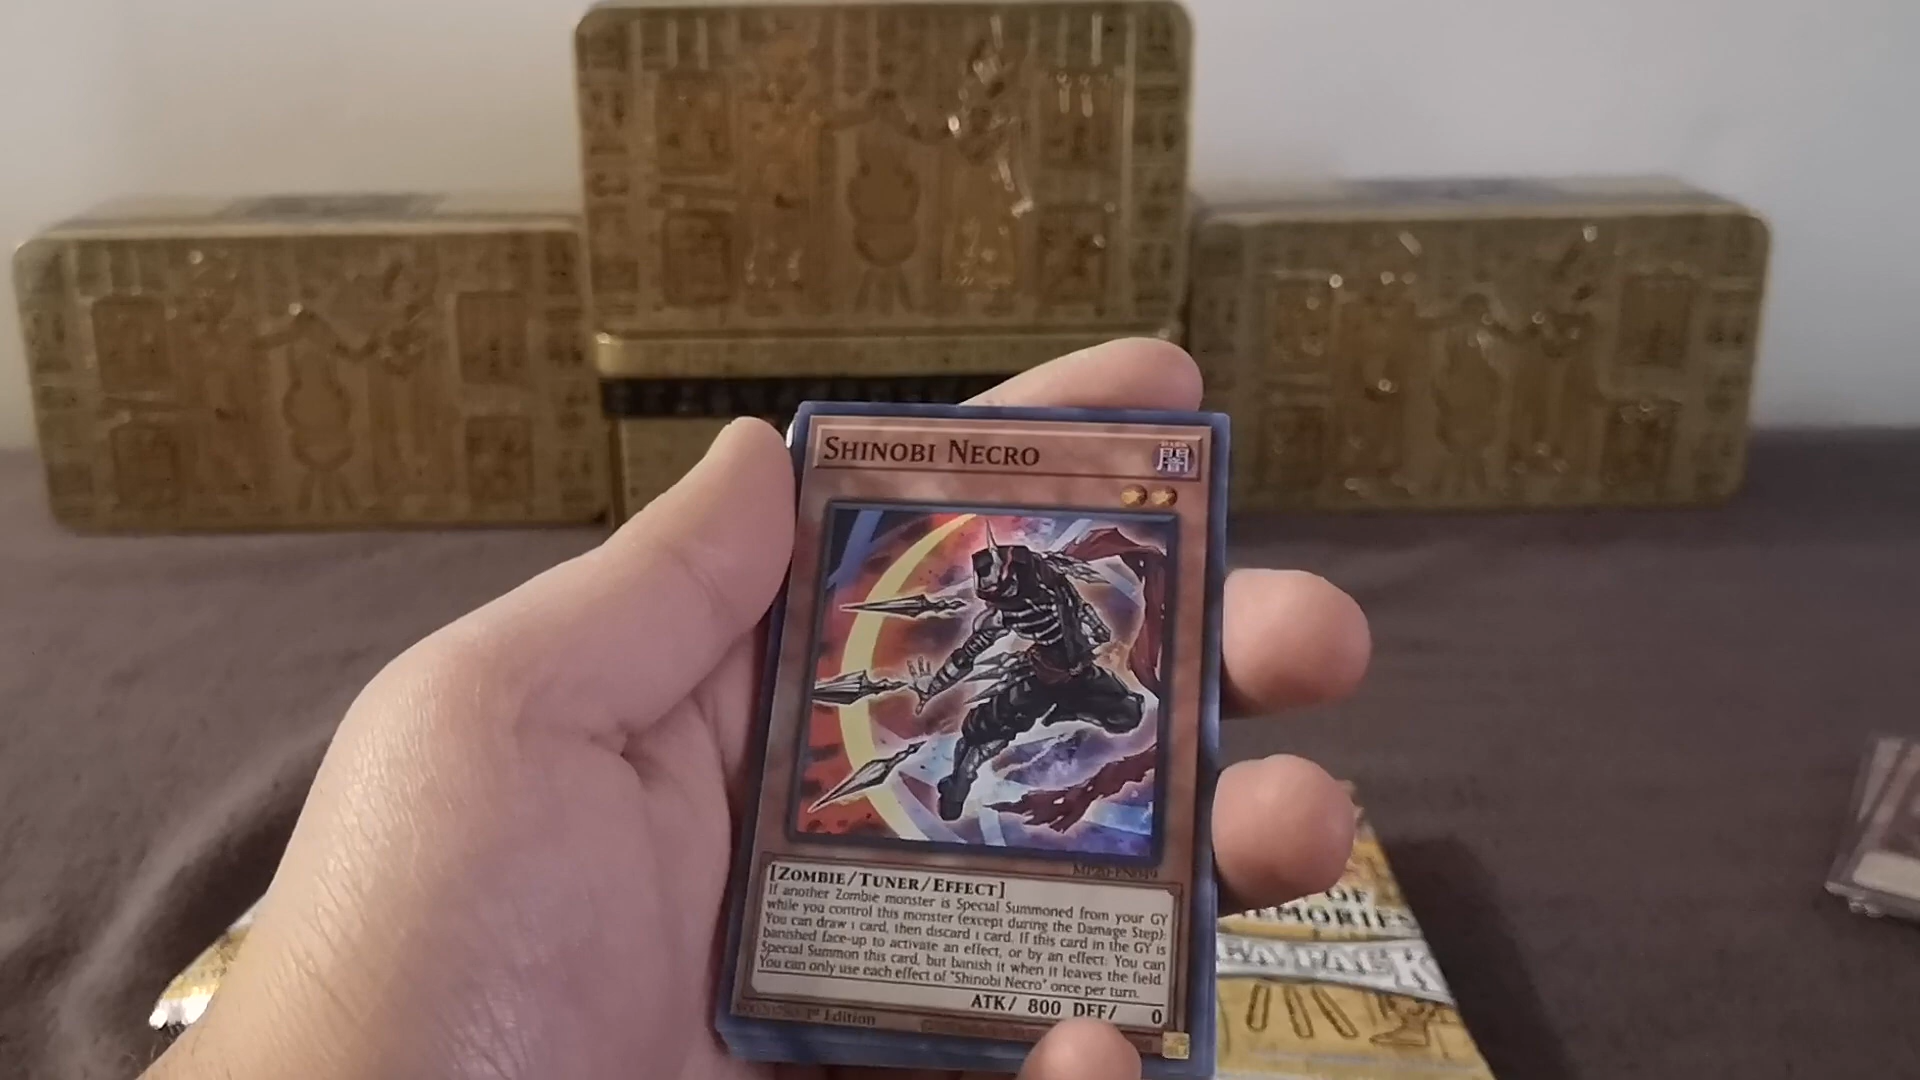 SHINOBI NECRO
MP20-EN049
[ZOMBIE/TUNER/EFFECT]
If another Zombie monster is Special Summoned from your GY
while you control this monster (except during the Damage Step):
You can draw 1 card, then discard 1 card. If this card in the GY is
banished face-up to activate an effect, or by an effect: You can
Special Summon this card, but banish it when it leaves the field.
You can only use each effect of "Shinobi Necro" once per turn.
ATK/ 800 DEF/ 0
1st Edition
OF